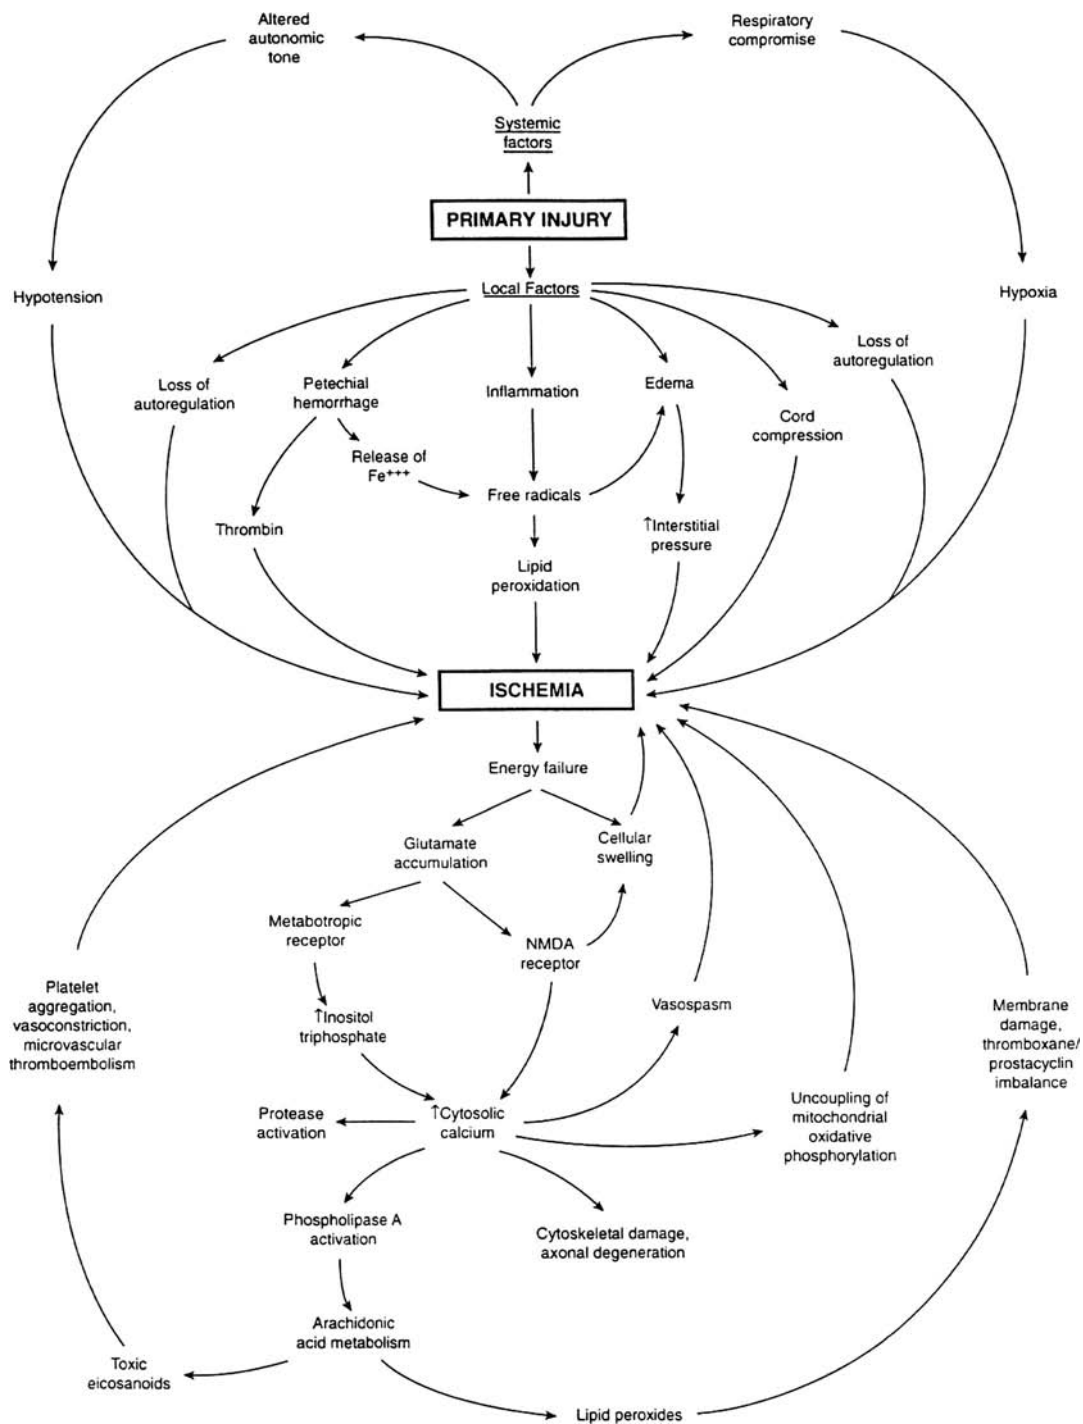 Altered
autonomic
tone
Respiratory
compromise
Systemic
factors
PRIMARY INJURY
Local Factors
Hypotension
Hypoxia
Loss of
autoregulation
Petechial
hemorrhage
Inflammation
Edema
Cord
compression
Loss of
autoregulation
Release of
Fe+++
Free radicals
Thrombin
↑Interstitial
pressure
Lipid
peroxidation
ISCHEMIA
Energy failure
Glutamate
accumulation
Cellular
swelling
Metabotropic
receptor
NMDA
receptor
Platelet
aggregation,
vasoconstriction,
microvascular
thromboembolism
↑Inositol
triphosphate
Vasospasm
Membrane
damage,
thromboxane/
prostacyclin
imbalance
Protease
activation
↑Cytosolic
calcium
Uncoupling of
mitochondrial
oxidative
phosphorylation
Phospholipase A
activation
Cytoskeletal damage,
axonal degeneration
Arachidonic
acid metabolism
Toxic
eicosanoids
Lipid peroxides